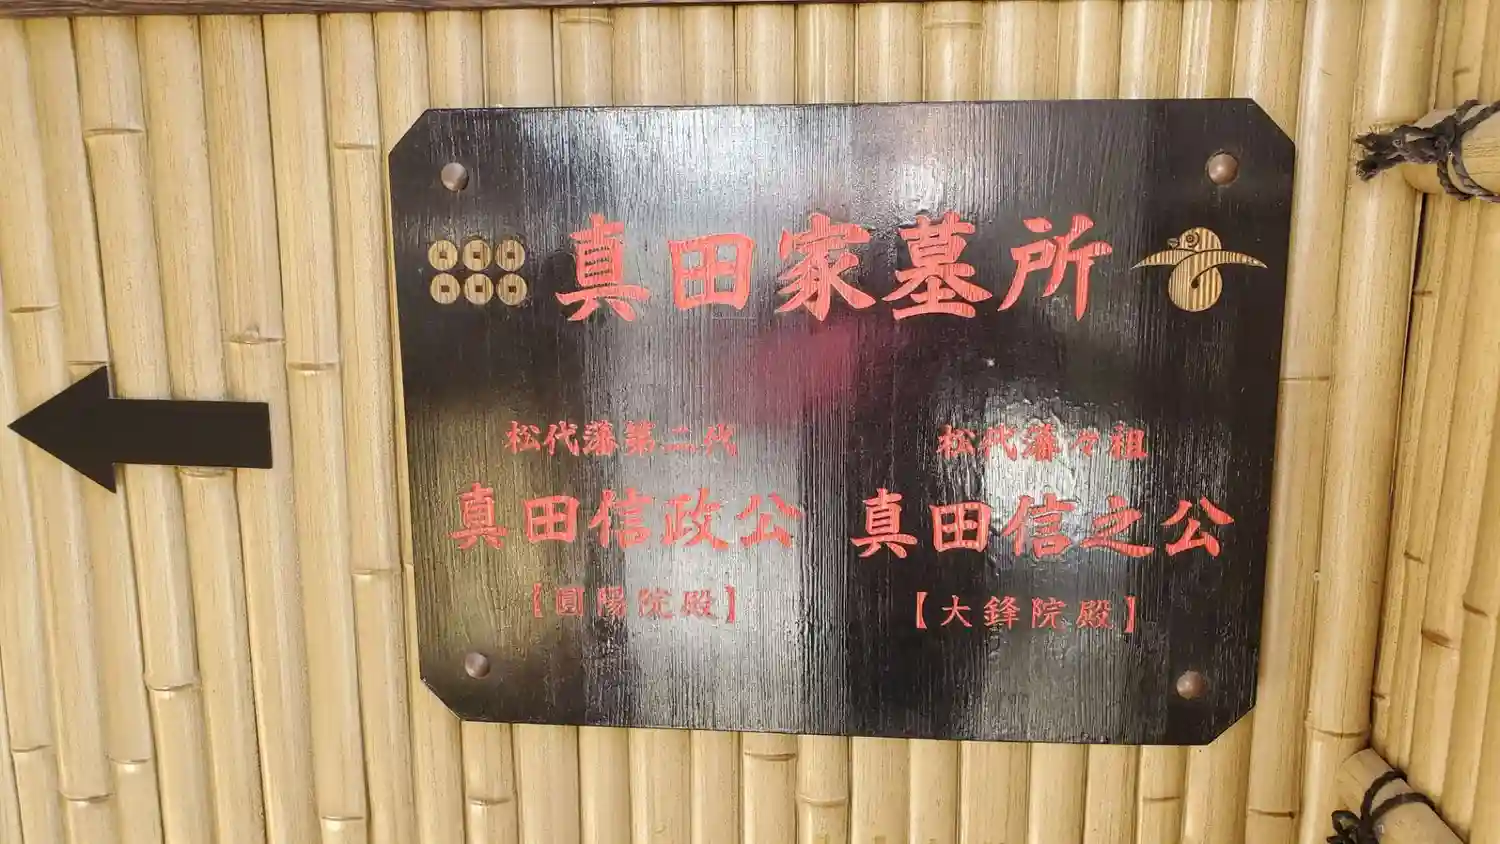 真田家墓所
松代藩々祖
真田信之公
【大鋒院殿】
松代藩第二代
真田信政公
【圓陽院殿】